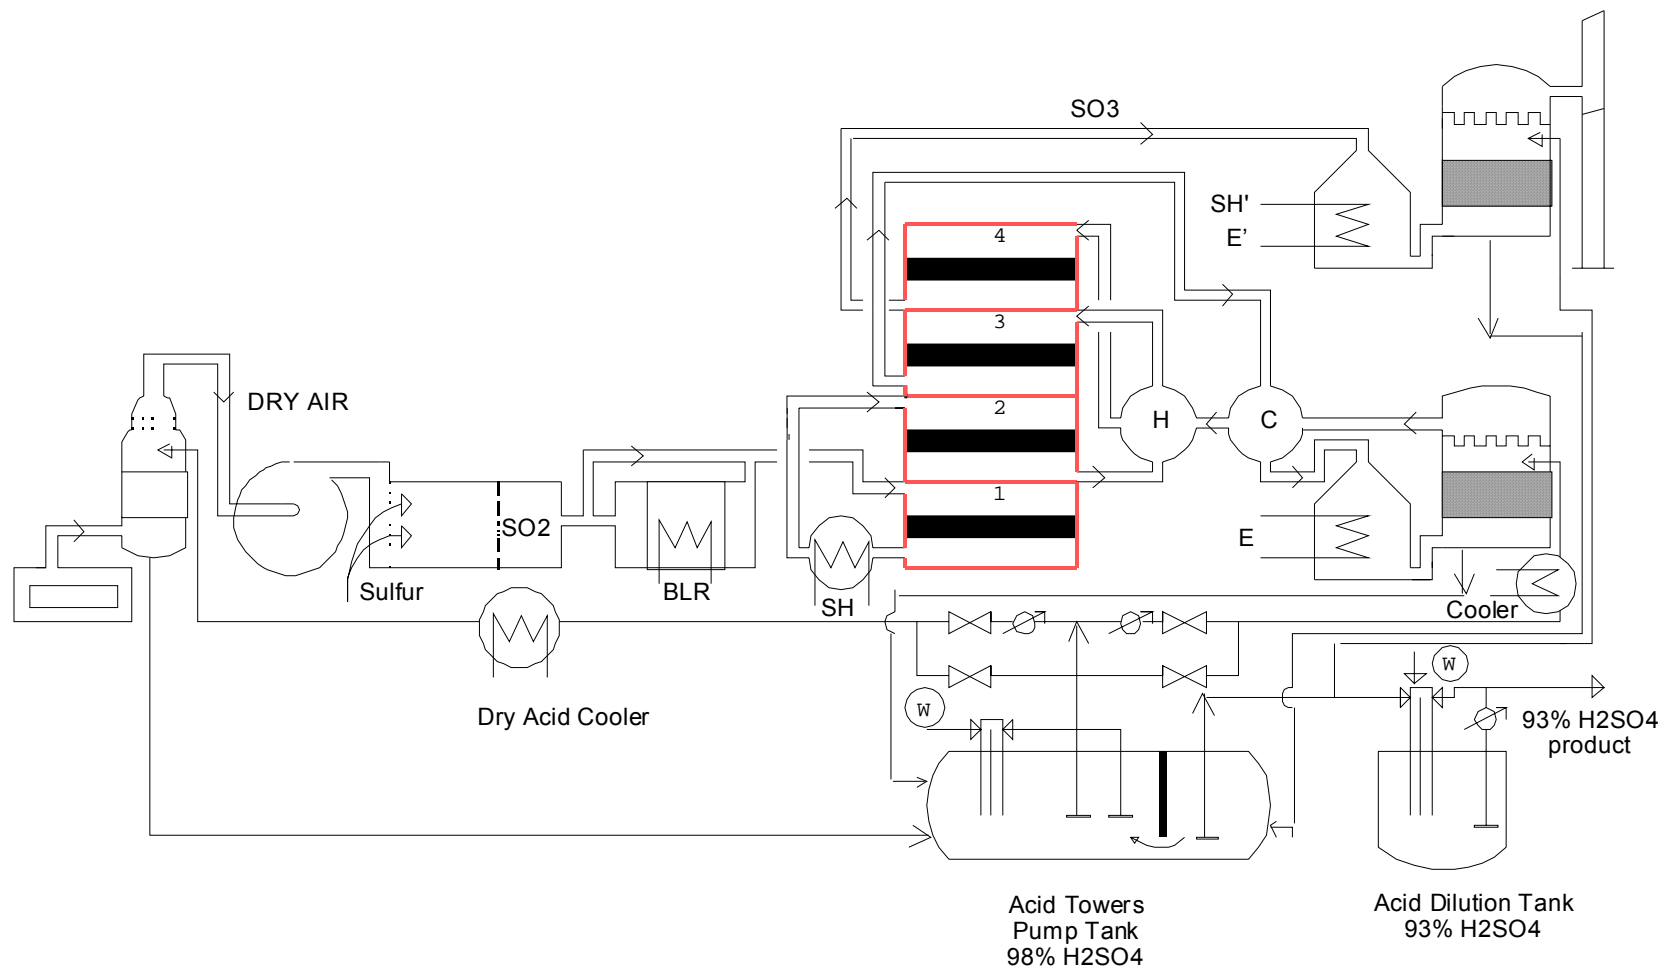 SO3
SH'
E’
4
3
2
1
H
C
DRY AIR
SO2
Sulfur
BLR
SH
E
Cooler
Dry Acid Cooler
W
W
93% H2SO4
product
Acid Towers
Pump Tank
98% H2SO4
Acid Dilution Tank
93% H2SO4